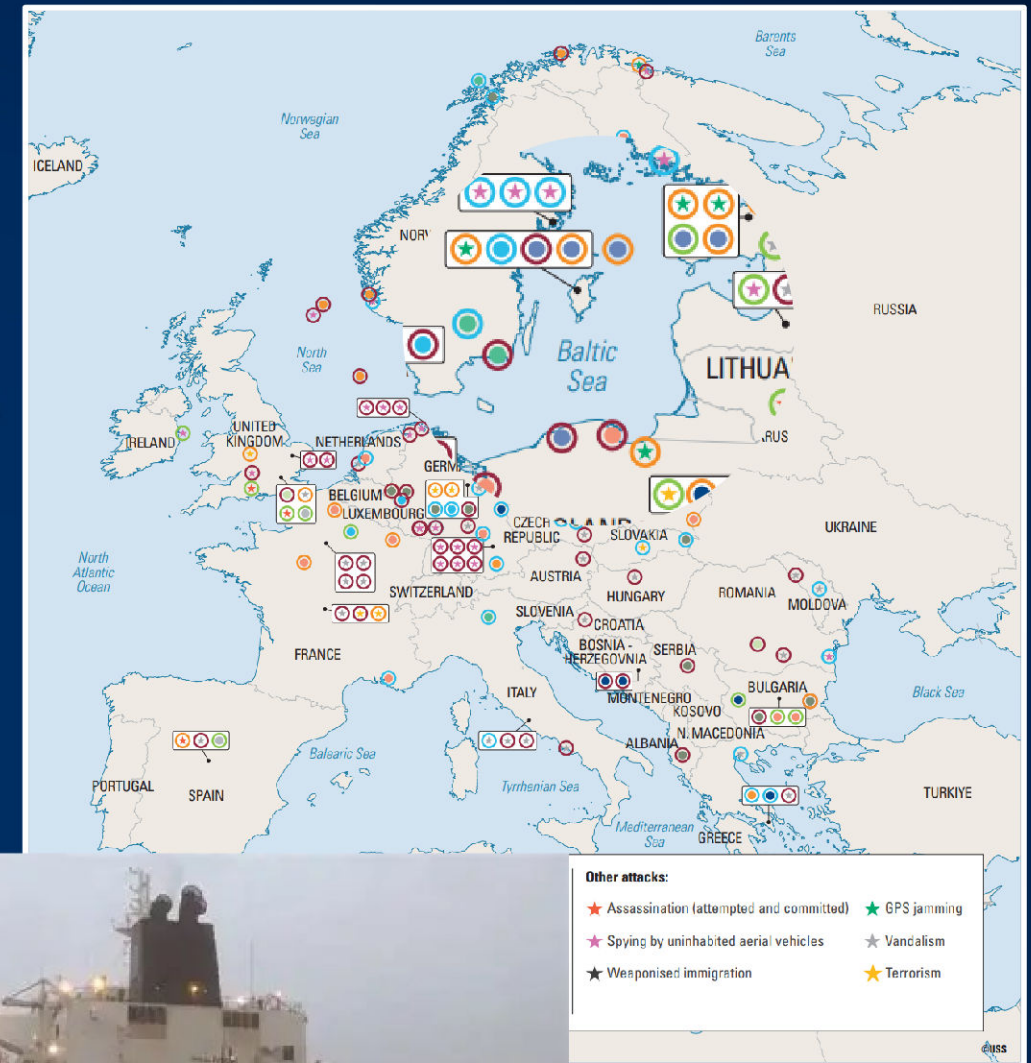 Barents
Sea
Norwegian
Sea
ICELAND
NOR
RUSSIA
North
Sea
Baltic
Sea
LITHUA
UNITED
KINGDOM
IRELAND
NETHERLANDS
RUS
GERM
BELGIUM
LUXEMBOURG
CZECH
REPUBLIC
SLOVAKIA
UKRAINE
North
Atlantic
Ocean
AUSTRIA
SWITZERLAND
HUNGARY
ROMANIA
MOLDOVA
SLOVENIA
CROATIA
BOSNIA -
HERZEGOVNIA
SERBIA
FRANCE
ITALY
MONTENEGRO
BULGARIA
Black Sea
KOSOVO
N. MACEDONIA
ALBANIA
Balearic Sea
PORTUGAL
SPAIN
Tyrrhenian Sea
TURKIYE
Mediterranean
Sea
GREECE
Other attacks:
Assassination (attempted and committed)
GPS jamming
Spying by uninhabited aerial vehicles
Vandalism
Weaponised immigration
Terrorism